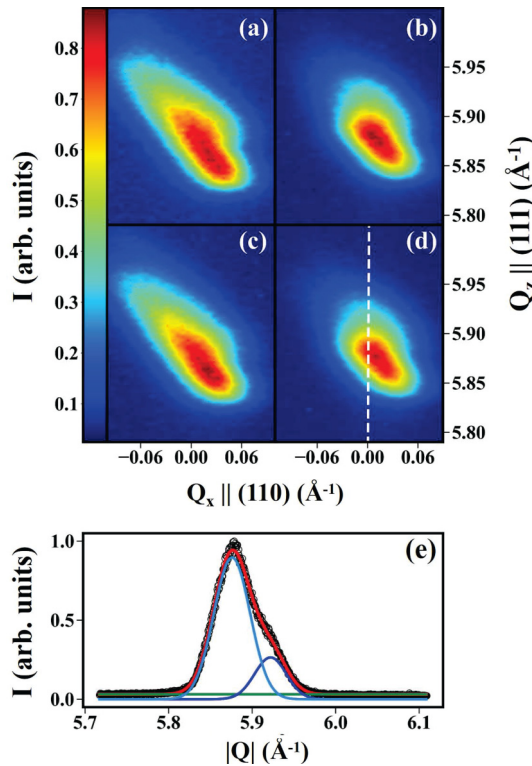 (a) (b)
(c) (d)
I (arb. units)
0.8
0.7
0.6
0.5
0.4
0.3
0.2
0.1
5.95
5.90
5.85
5.80
5.95
5.90
5.85
5.80
Q_z || (111) (Å⁻¹)
−0.06 0.00 0.06 −0.06 0.00 0.06
Q_x || (110) (Å⁻¹)
(e)
I (arb. units)
1.0
0.5
0.0
5.7 5.8 5.9 6.0 6.1
|Q| (Å⁻¹)